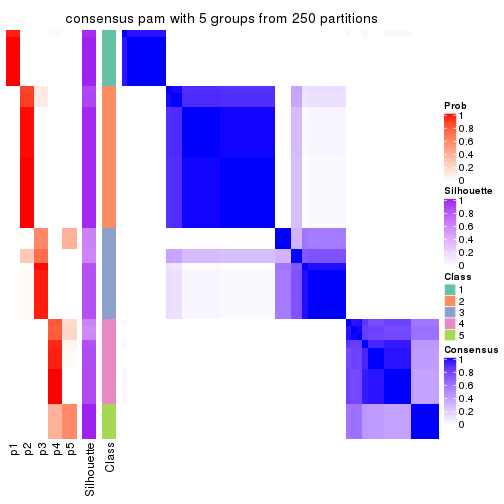 consensus pam with 5 groups from 250 partitions
Prob
1
0.8
0.6
0.4
0.2
0
Silhouette
1
0.8
0.6
0.4
0.2
0
Class
1
2
3
4
5
Consensus
1
0.8
0.6
0.4
0.2
0
p1
p2
p3
p4
p5
Silhouette
Class